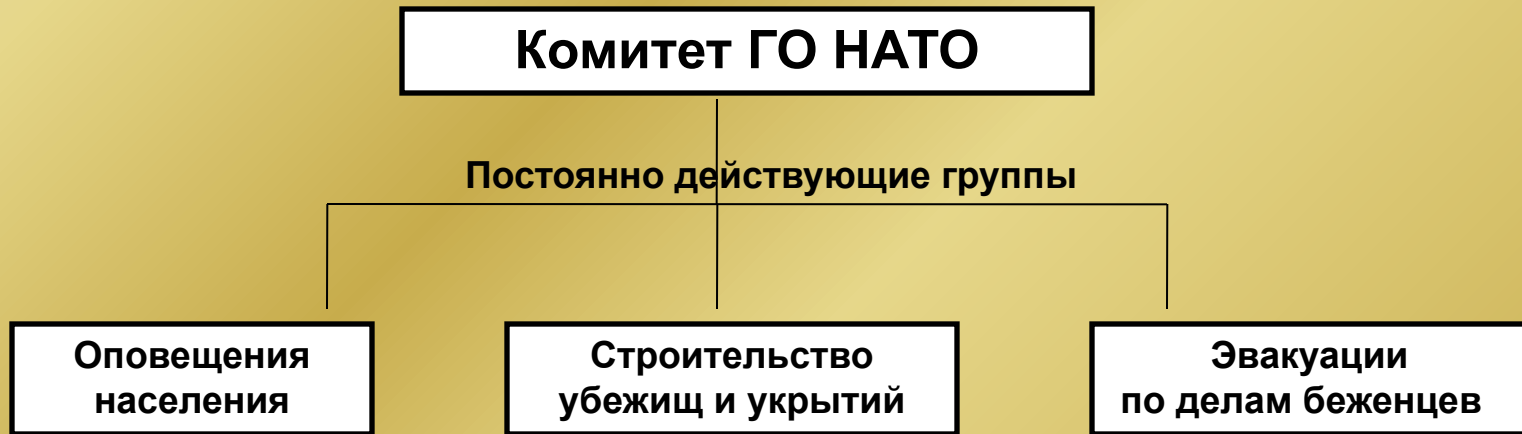 Комитет ГО НАТО
Постоянно действующие группы
Оповещения
населения
Строительство
убежищ и укрытий
Эвакуации
по делам беженцев